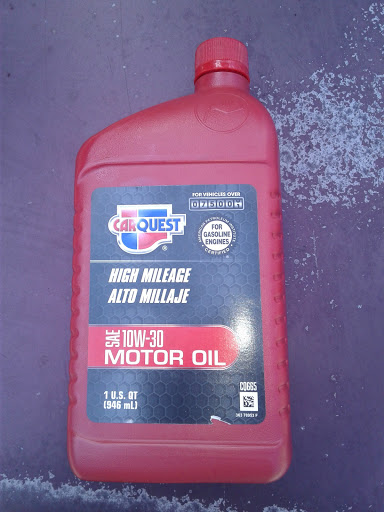 FOR VEHICLES OVER
CARQUEST
®
FOR
GASOLINE
ENGINES
HIGH MILEAGE
ALTO MILLAJE
SAE 10W-30
MOTOR OIL
1 U.S. QT
(946 mL)
CQ665